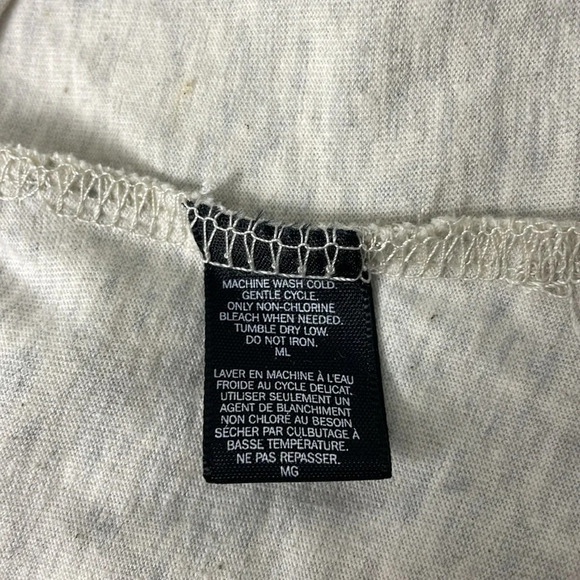 MACHINE WASH COLD.
GENTLE CYCLE.
ONLY NON-CHLORINE
BLEACH WHEN NEEDED.
TUMBLE DRY LOW.
DO NOT IRON.
ML
LAVER EN MACHINE À L'EAU
FROIDE AU CYCLE DELICAT.
UTILISER SEULEMENT UN
AGENT DE BLANCHIMENT
NON CHLORÉ AU BESOIN
SÉCHER PAR CULBUTAGE À
BASSE TEMPÉRATURE.
NE PAS REPASSER.
MG